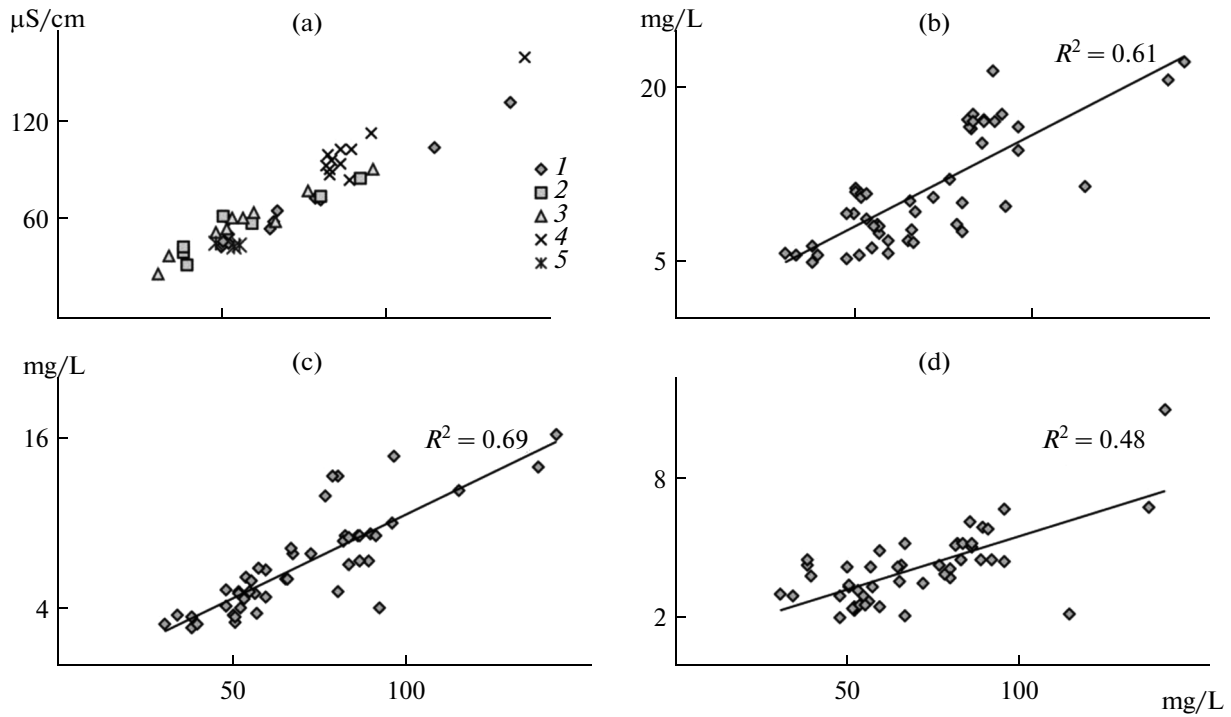 μS/cm
(a)
120
60
1
2
3
4
5
mg/L
(b)
R² = 0.61
20
5
mg/L
(c)
R² = 0.69
16
4
50
100
(d)
R² = 0.48
8
2
50
100
mg/L